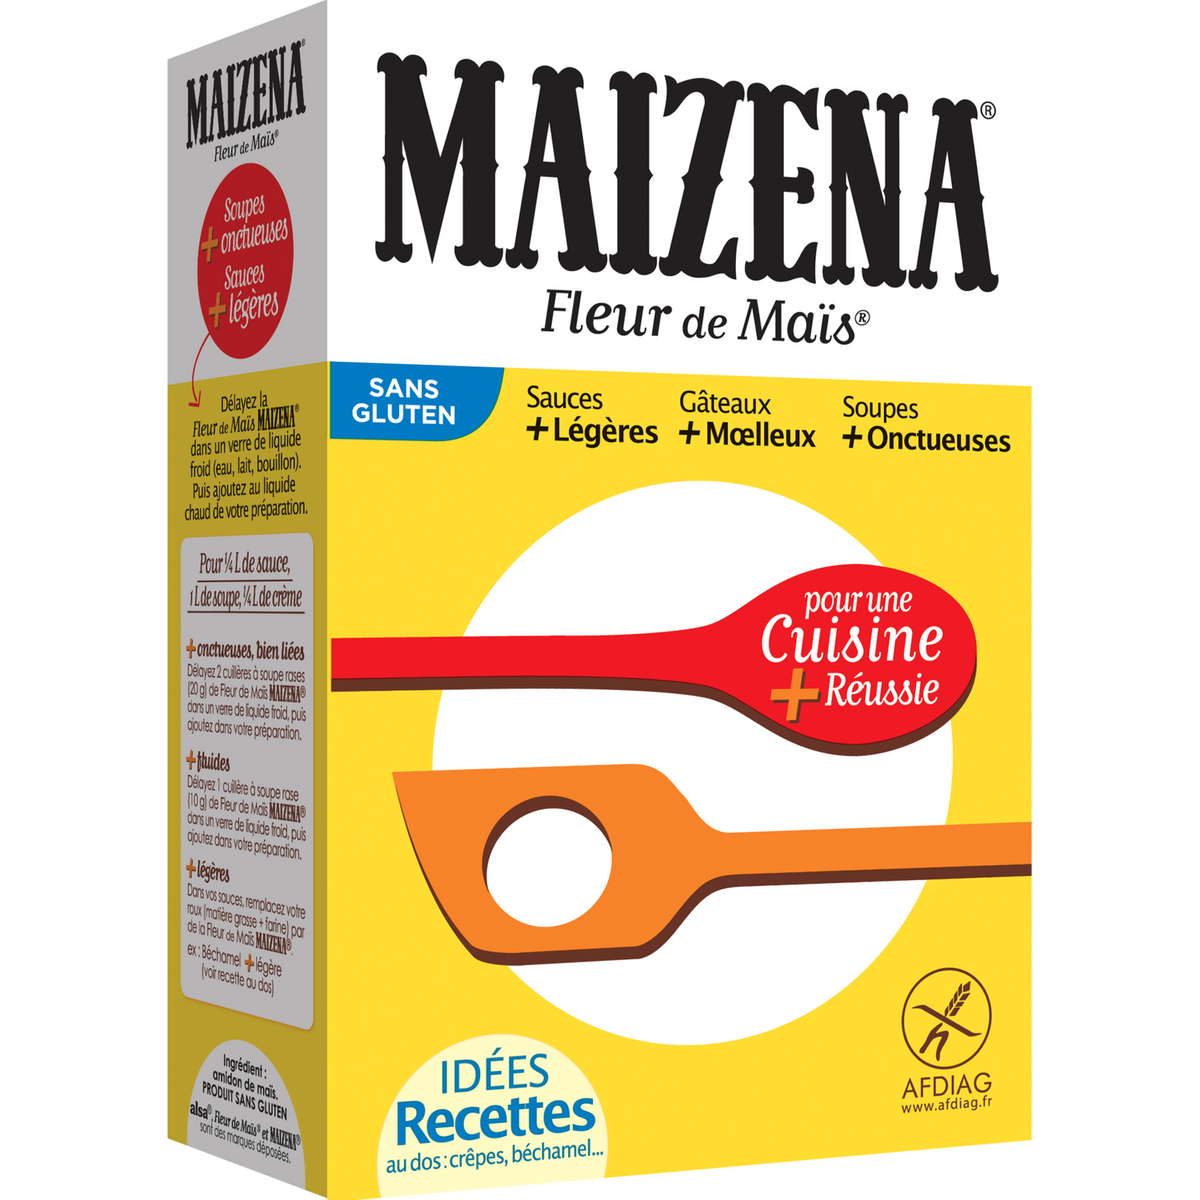 MAIZENA®
Fleur de Maïs®
Soupes
+ onctueuses
Sauces
+ légères
Délayez la
Fleur de Maïs MAIZENA®
dans un verre de liquide
froid (eau, lait, bouillon).
Puis ajoutez au liquide
chaud de votre préparation.
Pour ¼ L de sauce,
1 L de soupe, ¼ L de crème
+ onctueuses, bien liées
Délayez 2 cuillères à soupe rases
(20 g) de Fleur de Maïs MAIZENA®
dans un verre de liquide froid, puis
ajoutez dans votre préparation.
+ fluides
Délayez 1 cuillère à soupe rase
(10 g) de Fleur de Maïs MAIZENA®
dans un verre de liquide froid, puis
ajoutez dans votre préparation.
+ légères
Dans vos sauces, remplacez votre
roux (matière grasse + farine) par
de la Fleur de Maïs MAIZENA®.
ex : Béchamel + légère
(voir recette au dos)
Ingrédient :
amidon de maïs.
PRODUIT SANS GLUTEN
alsa®, Fleur de Maïs® et MAIZENA®
sont des marques déposées.
MAIZENA®
Fleur de Maïs®
SANS
GLUTEN
Sauces
+ Légères
Gâteaux
+ Mœlleux
Soupes
+ Onctueuses
pour une
Cuisine
+ Réussie
IDÉES
Recettes
au dos : crêpes, béchamel...
AFDIAG
www.afdiag.fr